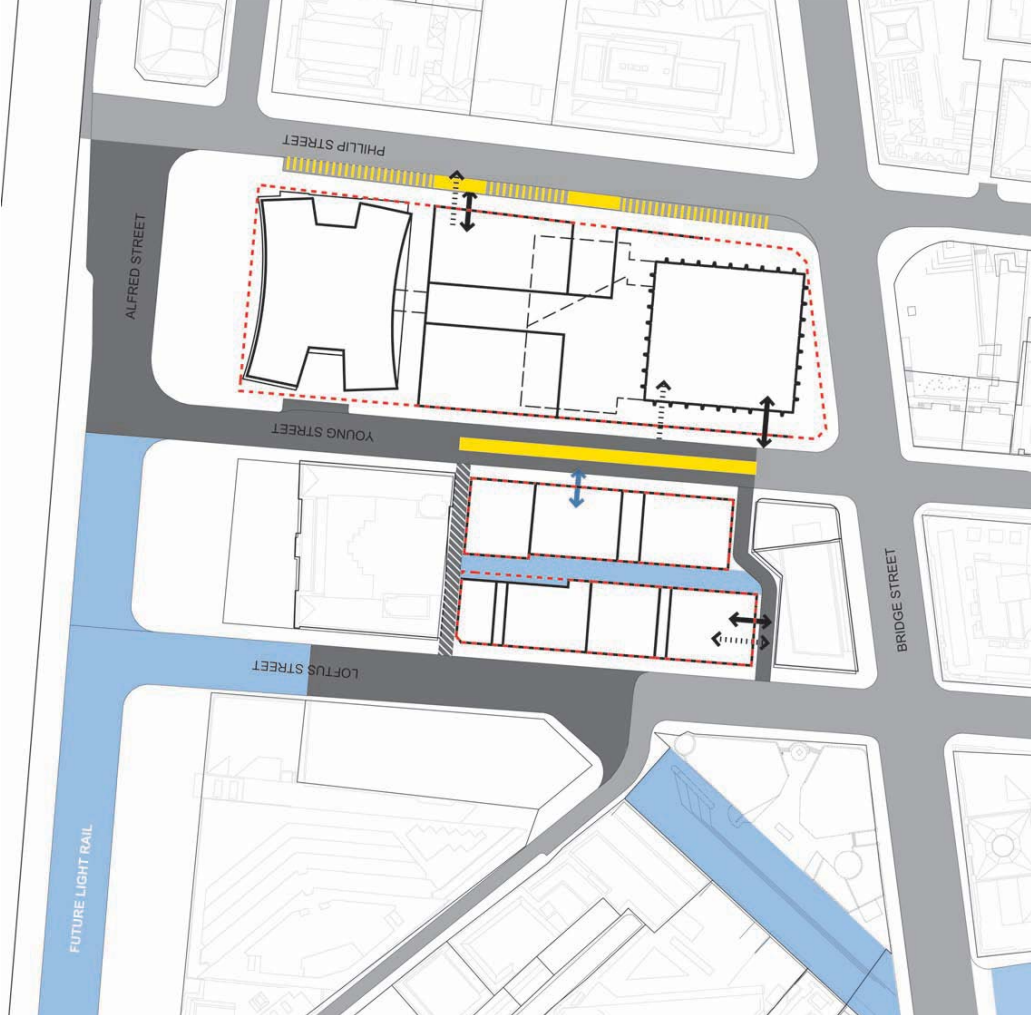 PHILLIP STREET
ALFRED STREET
YOUNG STREET
BRIDGE STREET
LOFTUS STREET
FUTURE LIGHT RAIL